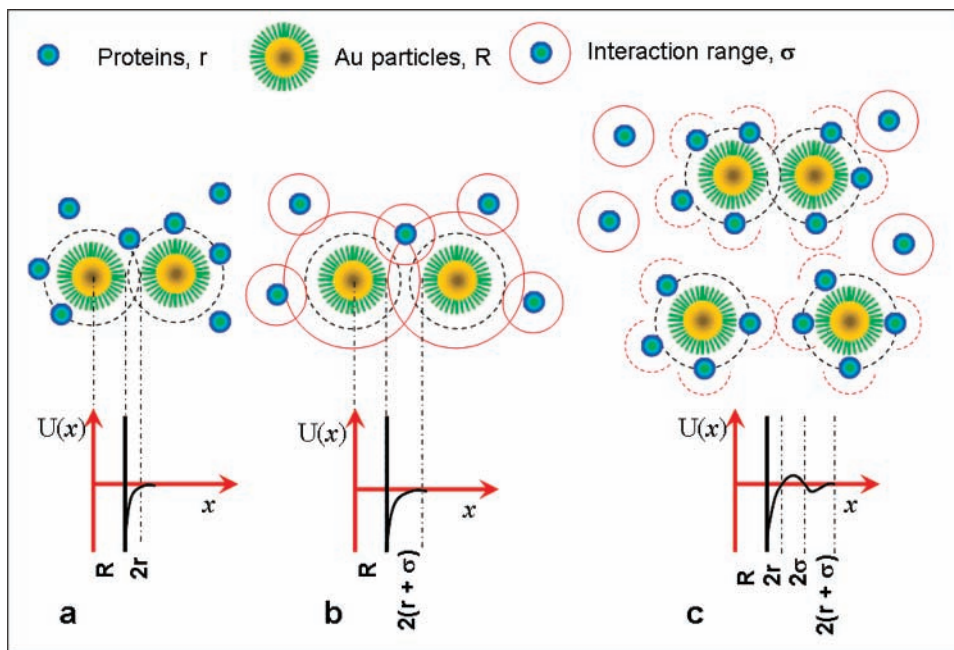 Proteins, r
Au particles, R
Interaction range, σ
U(x)
x
R
2r
a
U(x)
x
R
2(r + σ)
b
U(x)
x
R
2r
2σ
2(r + σ)
c